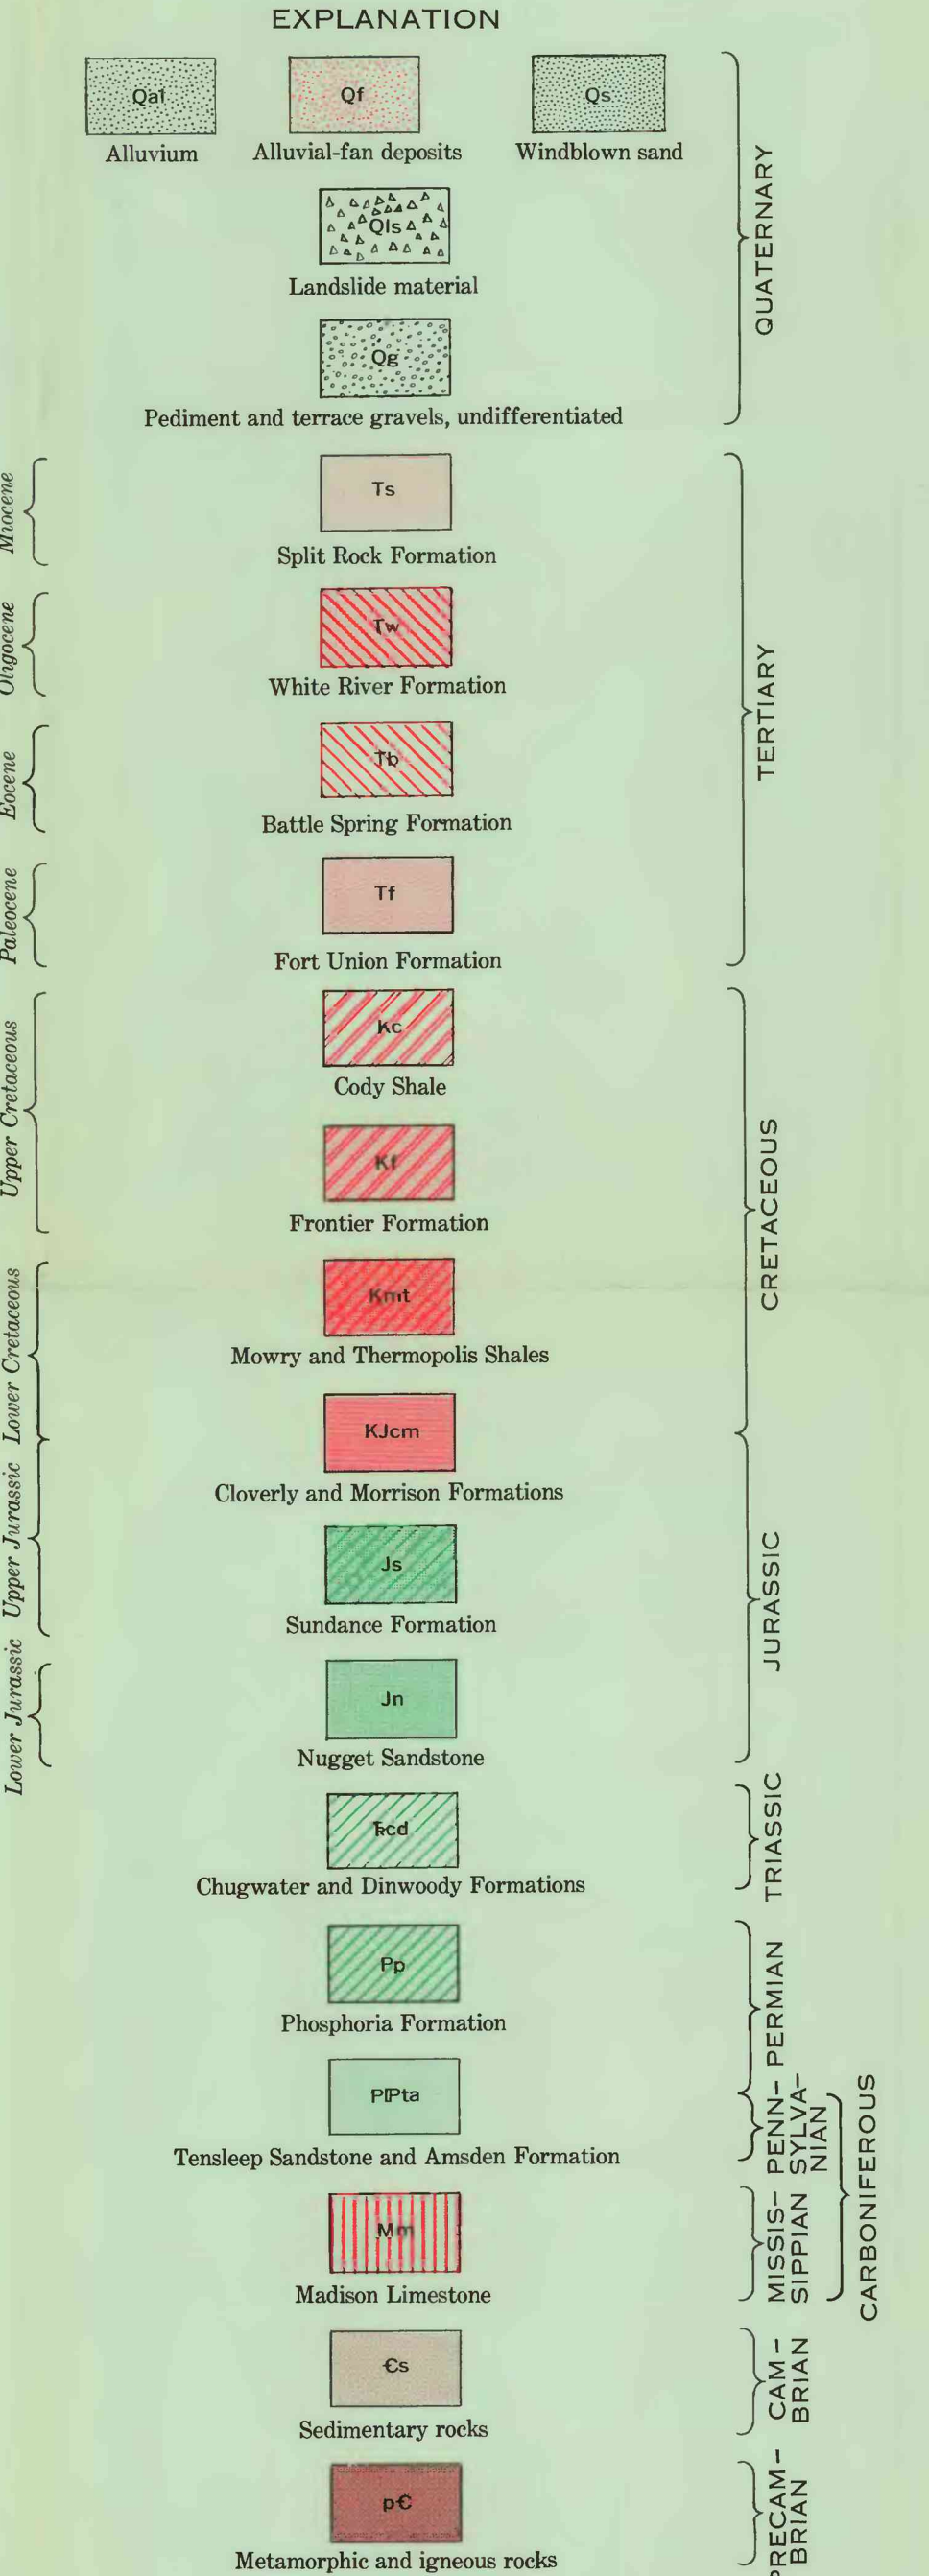 EXPLANATION
Qal
Qf
Qs
Alluvium
Alluvial-fan deposits
Windblown sand
Qls
Landslide material
Qg
Pediment and terrace gravels, undifferentiated
QUATERNARY
Miocene
Ts
Split Rock Formation
Oligocene
Tw
White River Formation
TERTIARY
Eocene
Tb
Battle Spring Formation
Paleocene
Tf
Fort Union Formation
Upper Cretaceous
Kc
Cody Shale
Kf
Frontier Formation
CRETACEOUS
Lower Cretaceous
Kmt
Mowry and Thermopolis Shales
KJcm
Cloverly and Morrison Formations
Upper Jurassic
Js
Sundance Formation
JURASSIC
Lower Jurassic
Jn
Nugget Sandstone
Ꞧcd
Chugwater and Dinwoody Formations
TRIASSIC
Pp
Phosphoria Formation
PERMIAN
PℙPta
Tensleep Sandstone and Amsden Formation
PENN–
SYLVA–
NIAN
Mm
Madison Limestone
MISSIS–
SIPPIAN
CARBONIFEROUS
Єs
Sedimentary rocks
CAM–
BRIAN
pЄ
Metamorphic and igneous rocks
PRECAM–
BRIAN